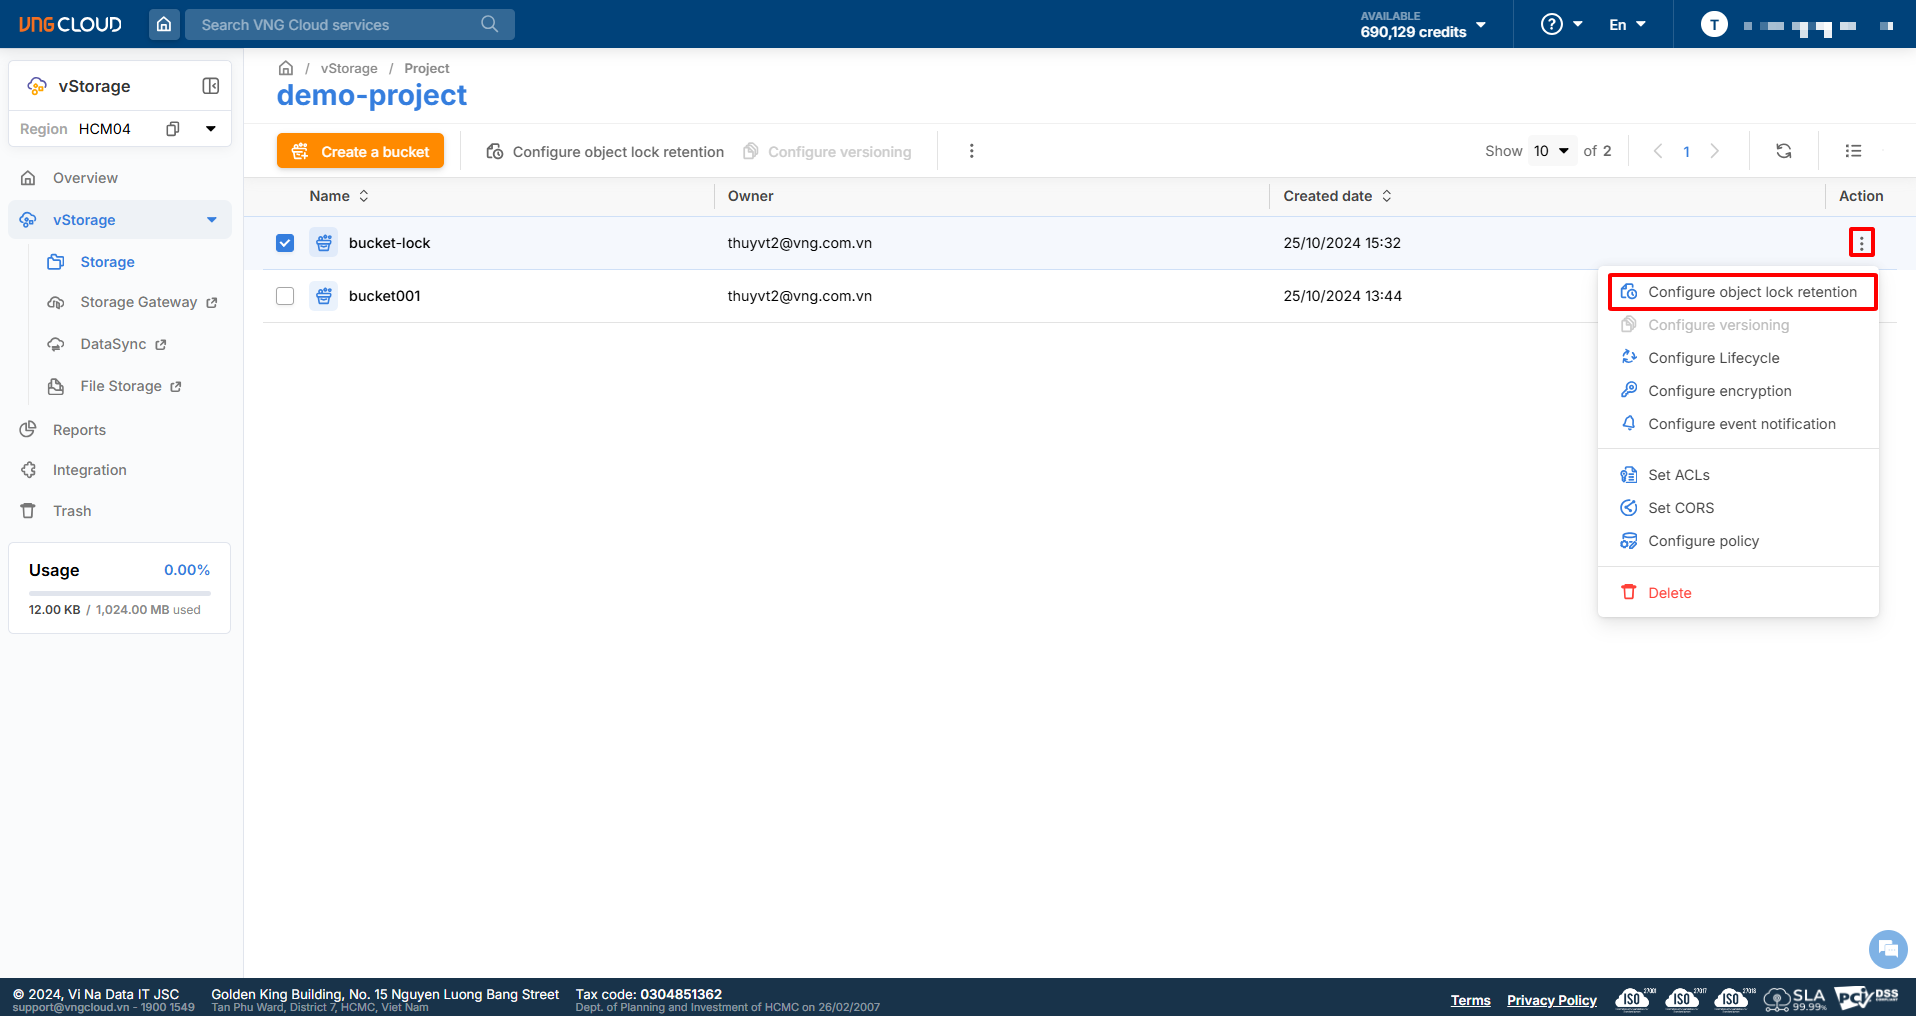 VNG CLOUD
Search VNG Cloud services
AVAILABLE
690,129 credits
?
En
T
vStorage
Region HCM04
Overview
vStorage
Storage
Storage Gateway
DataSync
File Storage
Reports
Integration
Trash
Usage 0.00%
12.00 KB / 1,024.00 MB used
/ vStorage / Project
demo-project
Create a bucket
Configure object lock retention
Configure versioning
Show 10 of 2
1
Name Owner Created date Action
bucket-lock thuyvt2@vng.com.vn 25/10/2024 15:32
bucket001 thuyvt2@vng.com.vn 25/10/2024 13:44
Configure object lock retention
Configure versioning
Configure Lifecycle
Configure encryption
Configure event notification
Set ACLs
Set CORS
Configure policy
Delete
© 2024, Vi Na Data IT JSC
support@vngcloud.vn - 1900 1549
Golden King Building, No. 15 Nguyen Luong Bang Street
Tan Phu Ward, District 7, HCMC, Viet Nam
Tax code: 0304851362
Dept. of Planning and Investment of HCMC on 26/02/2007
Terms
Privacy Policy
ISO 27001
ISO 27017
ISO 27018
SLA
99.99%
PCI DSS
COMPLIANT